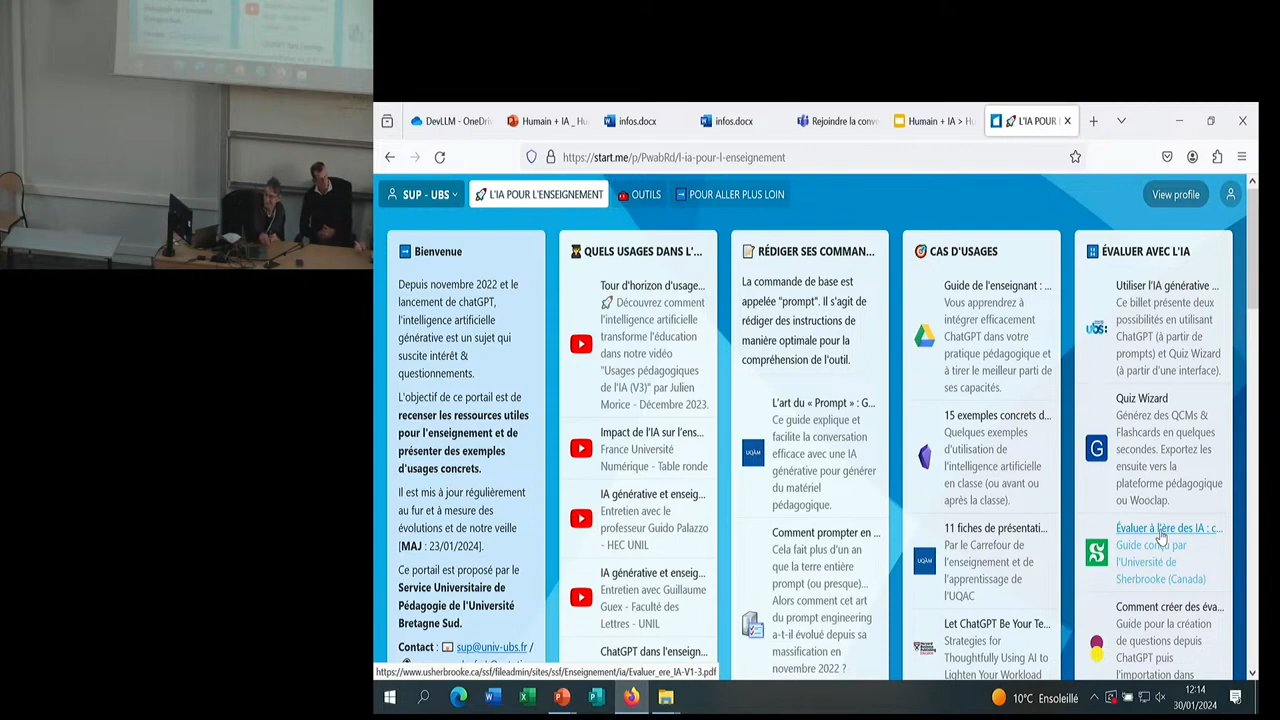 DevLLM - OneDri
Humain + IA _ Hu
infos.docx
infos.docx
Rejoindre la conv
Humain + IA > H
L'IA POUR
https://start.me/p/PwabRd/l-ia-pour-l-enseignement
SUP - UBS
L'IA POUR L'ENSEIGNEMENT
OUTILS
POUR ALLER PLUS LOIN
View profile
Bienvenue
Depuis novembre 2022 et le
lancement de chatGPT,
l'intelligence artificielle
générative est un sujet qui
suscite intérêt &
questionnements.
L'objectif de ce portail est de
recenser les ressources utiles
pour l'enseignement et de
présenter des exemples
d'usages concrets.
Il est mis à jour régulièrement
au fur et à mesure des
évolutions et de notre veille
[MAJ : 23/01/2024].
Ce portail est proposé par le
Service Universitaire de
Pédagogie de l'Université
Bretagne Sud.
Contact : sup@univ-ubs.fr /
QUELS USAGES DANS L'...
Tour d'horizon d'usage...
🚀 Découvrez comment
l'intelligence artificielle
transforme l'éducation
dans notre vidéo
"Usages pédagogiques
de l'IA (V3)" par Julien
Morice - Décembre 2023.
Impact de l'IA sur l'ens...
France Université
Numérique - Table ronde
IA générative et enseig...
Entretien avec le
professeur Guido Palazzo
- HEC UNIL
IA générative et enseig...
Entretien avec Guillaume
Guex - Faculté des
Lettres - UNIL
ChatGPT dans l'enseign...
RÉDIGER SES COMMAN...
La commande de base est
appelée "prompt". Il s'agit de
rédiger des instructions de
manière optimale pour la
compréhension de l'outil.
L'art du « Prompt » : G...
UQÀM
Ce guide explique et
facilite la conversation
efficace avec une IA
générative pour générer
du matériel
pédagogique.
Comment prompter en ...
Cela fait plus d'un an
que la terre entière
prompt (ou presque)...
Alors comment cet art
du prompt engineering
a-t-il évolué depuis sa
massification en
novembre 2022 ?
CAS D'USAGES
Guide de l'enseignant : ...
Vous apprendrez à
intégrer efficacement
ChatGPT dans votre
pratique pédagogique et
à tirer le meilleur parti de
ses capacités.
15 exemples concrets d...
Quelques exemples
d'utilisation de
l'intelligence artificielle
en classe (ou avant ou
après la classe).
11 fiches de présentati...
UQÀM
Par le Carrefour de
l'enseignement et de
l'apprentissage de
l'UQAC
Let ChatGPT Be Your Te...
Strategies for
Thoughtfully Using AI to
Lighten Your Workload
ÉVALUER AVEC L'IA
Utiliser l'IA générative ...
ubs:
Ce billet présente deux
possibilités en utilisant
ChatGPT (à partir de
prompts) et Quiz Wizard
(à partir d'une interface).
Quiz Wizard
Générez des QCMs &
Flashcards en quelques
secondes. Exportez les
ensuite vers la
plateforme pédagogique
ou Wooclap.
Évaluer à l'ère des IA : c...
Guide conçu par
l'Université de
Sherbrooke (Canada)
Comment créer des éva...
Guide pour la création
de questions depuis
ChatGPT puis
l'importation dans
https://www.usherbrooke.ca/ssf/fileadmin/sites/ssf/Enseignement/ia/Evaluer_ere_IA-V1-3.pdf
10°C Ensoleillé
12:14
30/01/2024